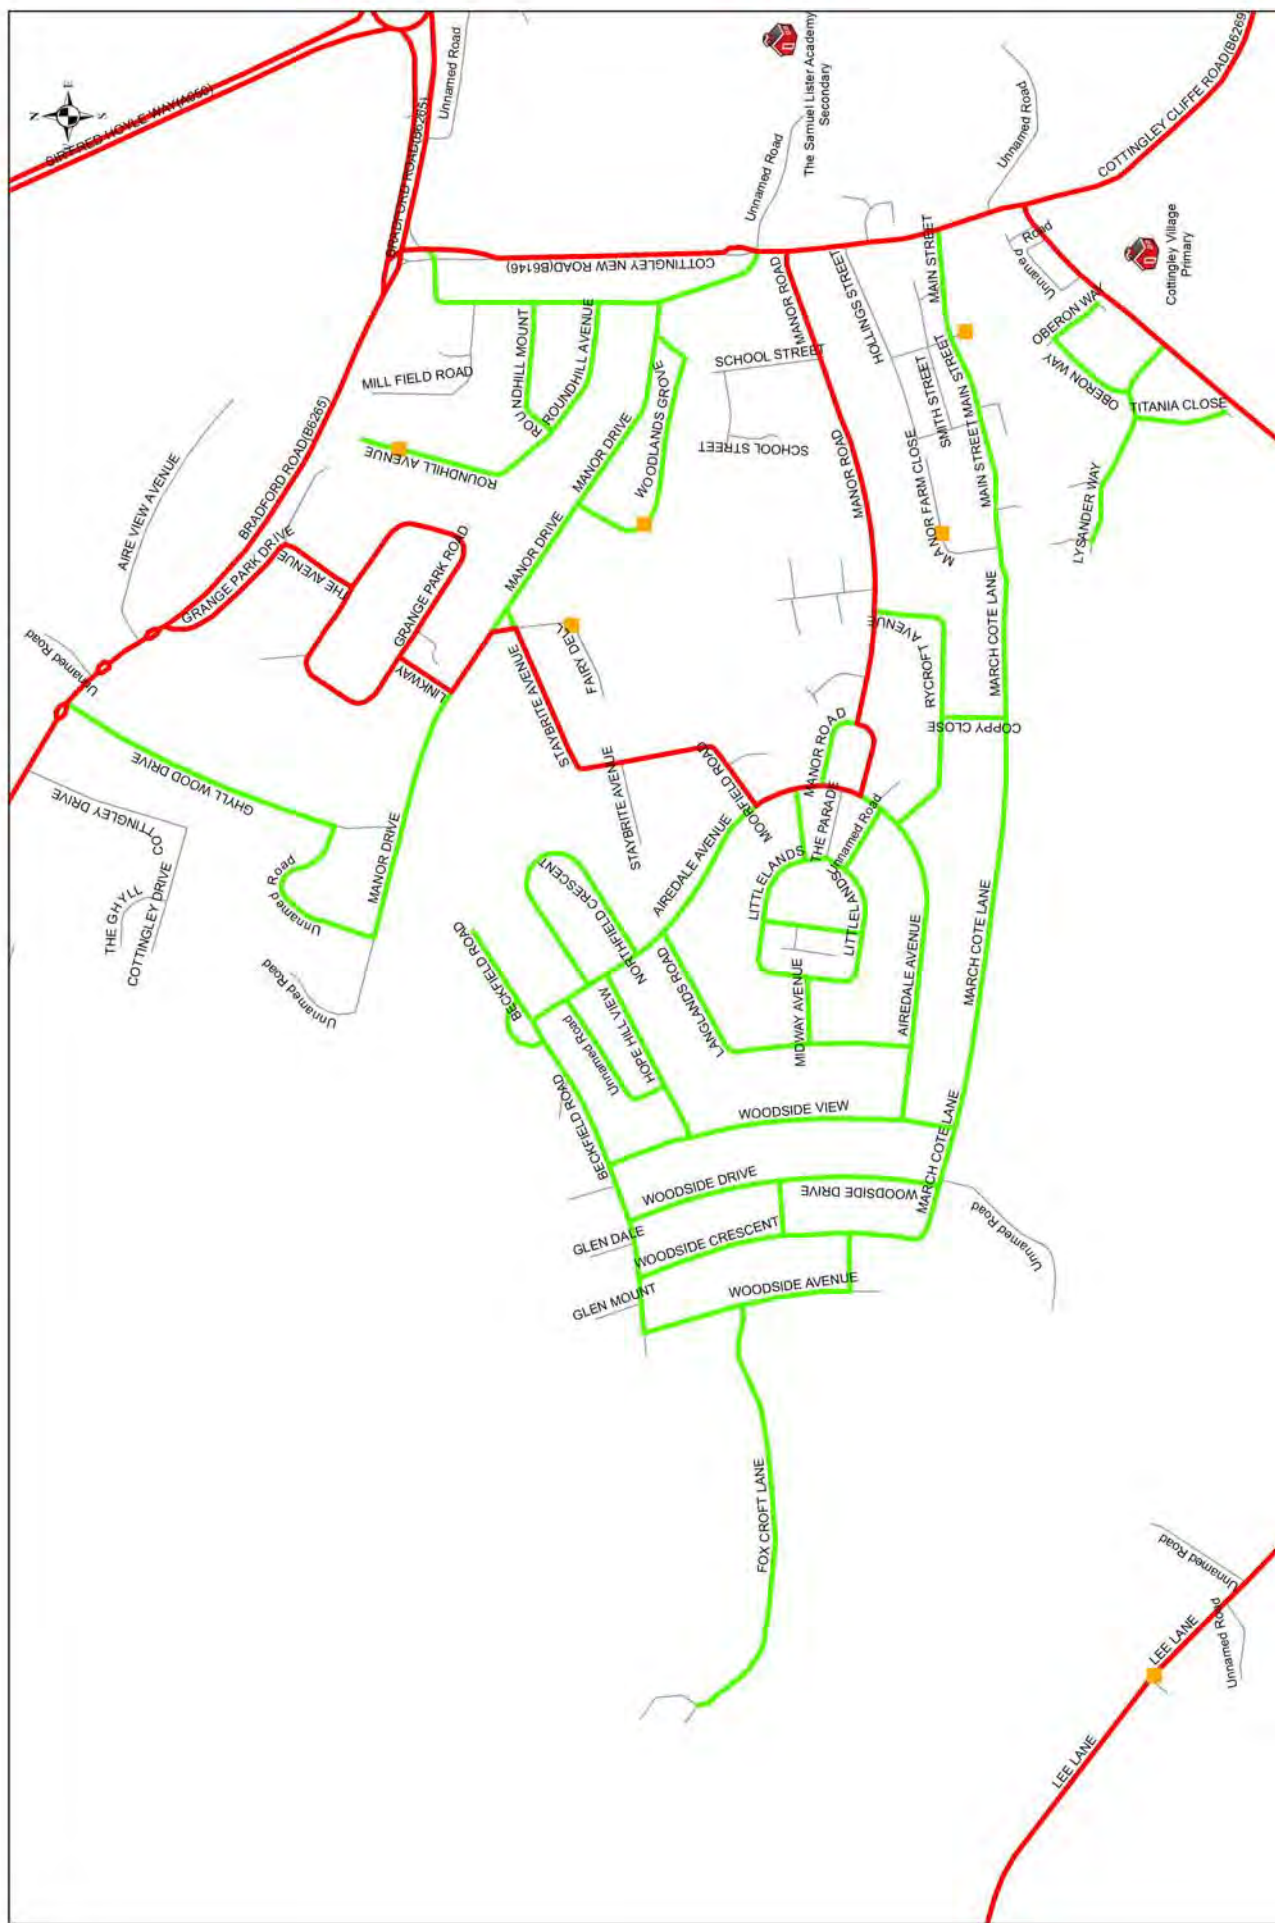 N
E
S
SIR FRED HOYLE WAY(A650)
Unnamed Road
BRADFORD ROAD(B6265)
BRADFORD ROAD(B6265)
The Samuel Lister Academy
Secondary
Unnamed Road
COTTINGLEY CLIFFE ROAD(B6269
Unnamed Road
COTTINGLEY NEW ROAD(B6146)
MANOR ROAD
HOLLINGS STREET
MAIN STREET
Unnamed Road
Cottingley Village
Primary
OBERON WAY
OBERON WAY
TITANIA CLOSE
LYSANDER WAY
MILL FIELD ROAD
ROUNDHILL MOUNT
ROUNDHILL AVENUE
ROUNDHILL AVENUE
SCHOOL STREET
SCHOOL STREET
SMITH STREET
MAIN STREET
MAIN STREET
MANOR FARM CLOSE
WOODLANDS GROVE
MANOR DRIVE
MANOR DRIVE
MANOR ROAD
AIRE VIEW AVENUE
BRADFORD ROAD(B6265)
GRANGE PARK DRIVE
THE AVENUE
GRANGE PARK ROAD
LINKWAY
Unnamed Road
FAIRY DELL
STAYBRITE AVENUE
STAYBRITE AVENUE
MARCH COTE LANE
RYCROFT
AVENUE
COPPY CLOSE
MANOR ROAD
MOORFIELD ROAD
THE PARADE
Unnamed Road
GHYLL WOOD DRIVE
COTTINGLEY DRIVE
COTTINGLEY DRIVE
CO
THE GHYLL
Unnamed Road
MANOR DRIVE
Unnamed Road
AIREDALE AVENUE
LITTLELANDS
LITTLELANDS
NORTHFIELD CRESCENT
BECKFIELD ROAD
LANGLANDS ROAD
MIDWAY AVENUE
AIREDALE AVENUE
MARCH COTE LANE
HOPE HILL VIEW
Unnamed Road
BECKFIELD ROAD
WOODSIDE VIEW
MARCH COTE LANE
WOODSIDE DRIVE
WOODSIDE DRIVE
Unnamed Road
GLEN DALE
WOODSIDE CRESCENT
GLEN MOUNT
WOODSIDE AVENUE
FOX CROFT LANE
Unnamed Road
LEE LANE
Unnamed Road
LEE LANE